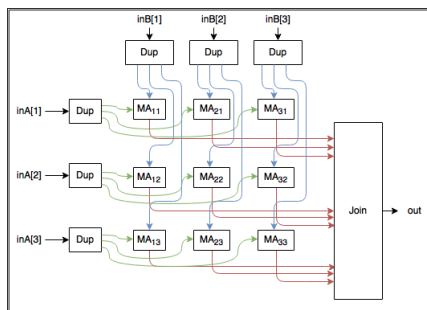 inB[1] inB[2] inB[3]
Dup Dup Dup
inA[1] Dup MA11 MA21 MA31
inA[2] Dup MA12 MA22 MA32
Join out
inA[3] Dup MA13 MA23 MA33